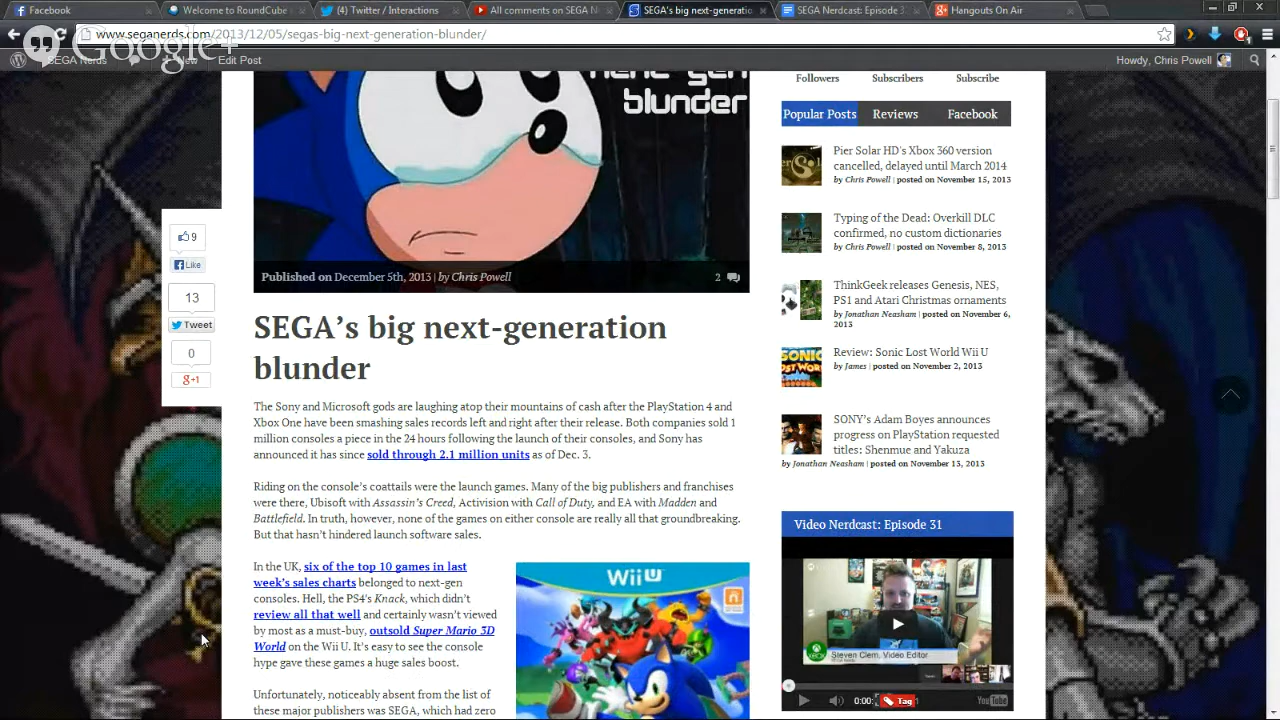 Facebook
Welcome to RoundCube
(4) Twitter / Interactions
All comments on SEGA N
SEGA's big next-generatio
SEGA Nerdcast: Episode 3
Hangouts On Air
www.seganerds.com/2013/12/05/segas-big-next-generation-blunder/
Google+
SEGA Nerds
Edit Post
Howdy, Chris Powell
next-gen
blunder
Published on December 5th, 2013 | by Chris Powell
2
9
Like
13
Tweet
0
+1
SEGA’s big next-generation
blunder
The Sony and Microsoft gods are laughing atop their mountains of cash after the PlayStation 4 and
Xbox One have been smashing sales records left and right after their release. Both companies sold 1
million consoles a piece in the 24 hours following the launch of their consoles, and Sony has
announced it has since sold through 2.1 million units as of Dec. 3.
Riding on the console’s coattails were the launch games. Many of the big publishers and franchises
were there, Ubisoft with Assassin’s Creed, Activision with Call of Duty, and EA with Madden and
Battlefield. In truth, however, none of the games on either console are really all that groundbreaking.
But that hasn’t hindered launch software sales.
In the UK, six of the top 10 games in last
week’s sales charts belonged to next-gen
consoles. Hell, the PS4’s Knack, which didn’t
review all that well and certainly wasn’t viewed
by most as a must-buy, outsold Super Mario 3D
World on the Wii U. It’s easy to see the console
hype gave these games a huge sales boost.
Unfortunately, noticeably absent from the list of
these major publishers was SEGA, which had zero
Wii U
Followers
Subscribers
Subscribe
Popular Posts
Reviews
Facebook
Pier Solar HD's Xbox 360 version
cancelled, delayed until March 2014
by Chris Powell | posted on November 15, 2013
Typing of the Dead: Overkill DLC
confirmed, no custom dictionaries
by Chris Powell | posted on November 8, 2013
ThinkGeek releases Genesis, NES,
PS1 and Atari Christmas ornaments
by Jonathan Neasham | posted on November 6,
2013
SONIC
LOST WORLD
Review: Sonic Lost World Wii U
by James | posted on November 2, 2013
SONY’s Adam Boyes announces
progress on PlayStation requested
titles: Shenmue and Yakuza
by Jonathan Neasham | posted on November 13, 2013
Video Nerdcast: Episode 31
XBOX
Steven Clem, Video Editor
0:00
Tag
YouTube